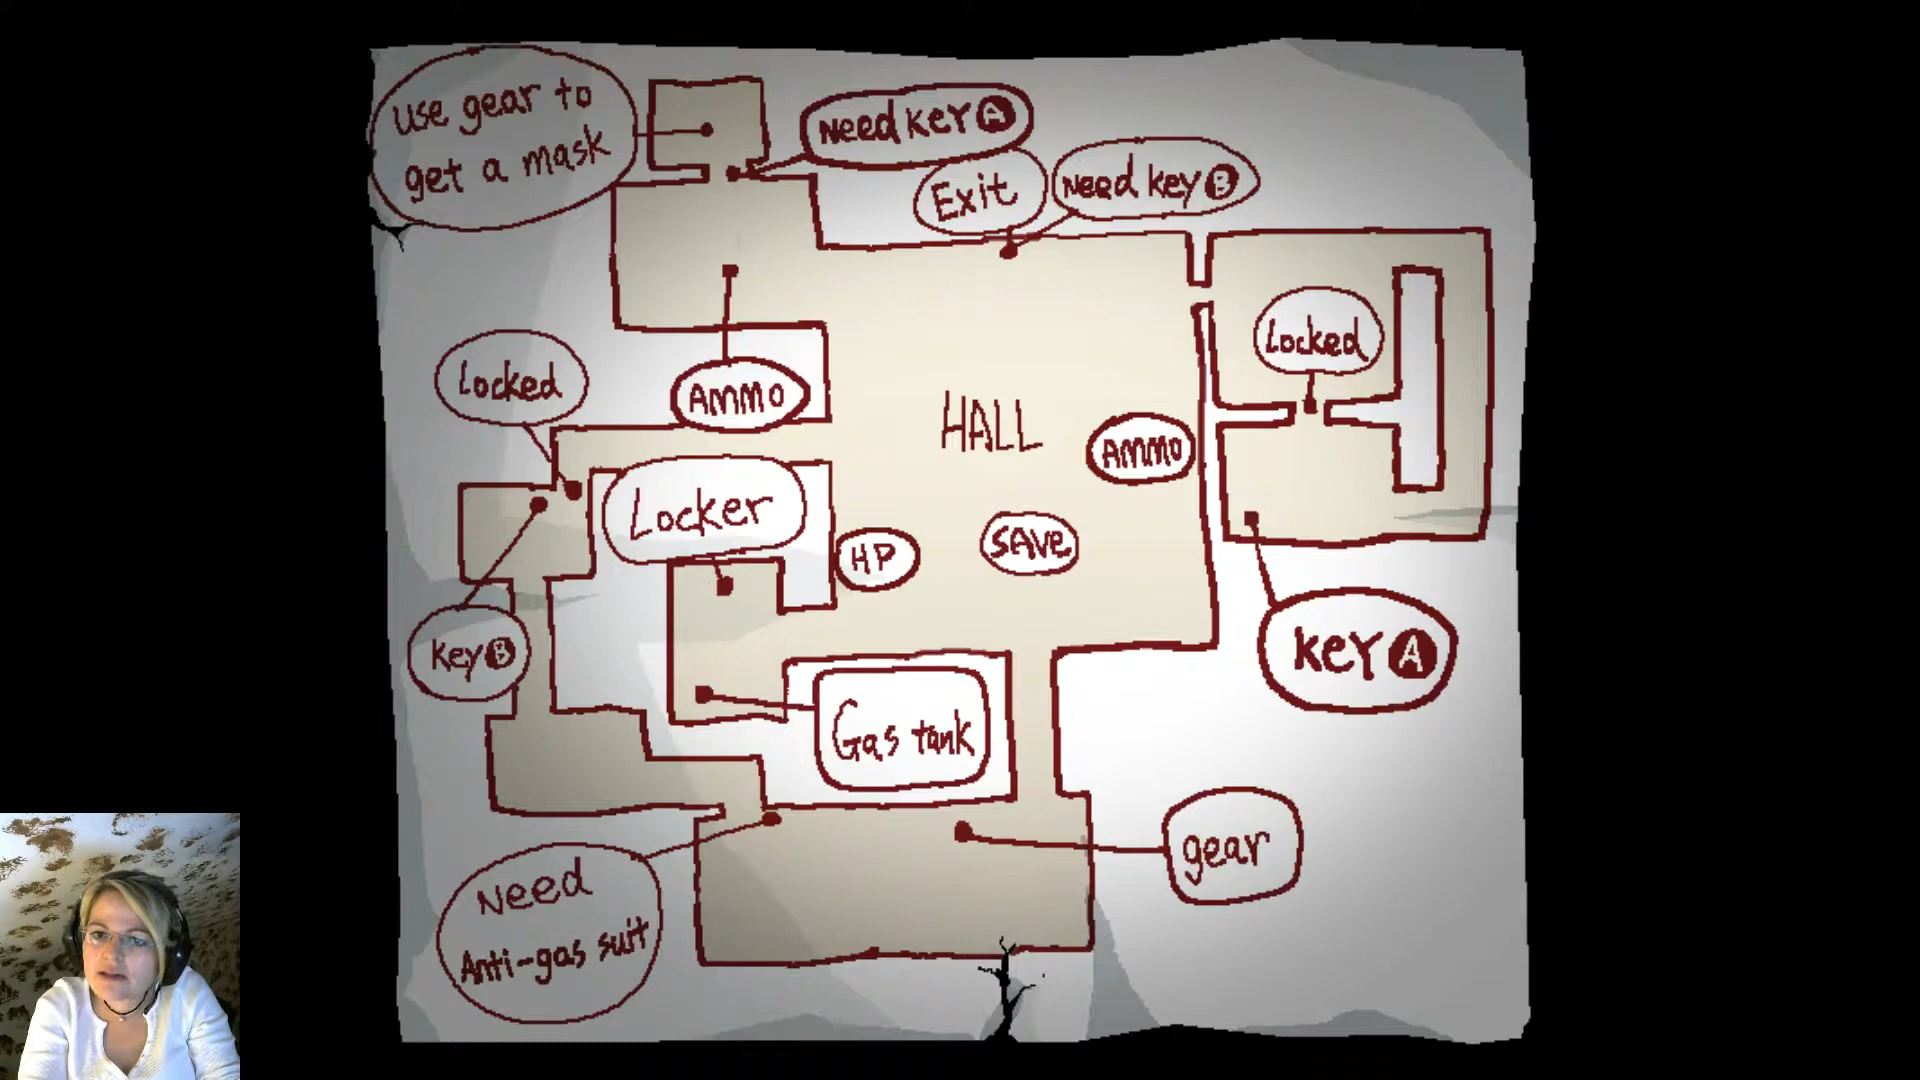 Use gear to
get a mask
Need key A
Exit
Need key B
Locked
Locked
AMMO
HALL
AMMO
Locker
HP
SAVE
key B
key A
Gas tank
gear
Need
Anti-gas suit